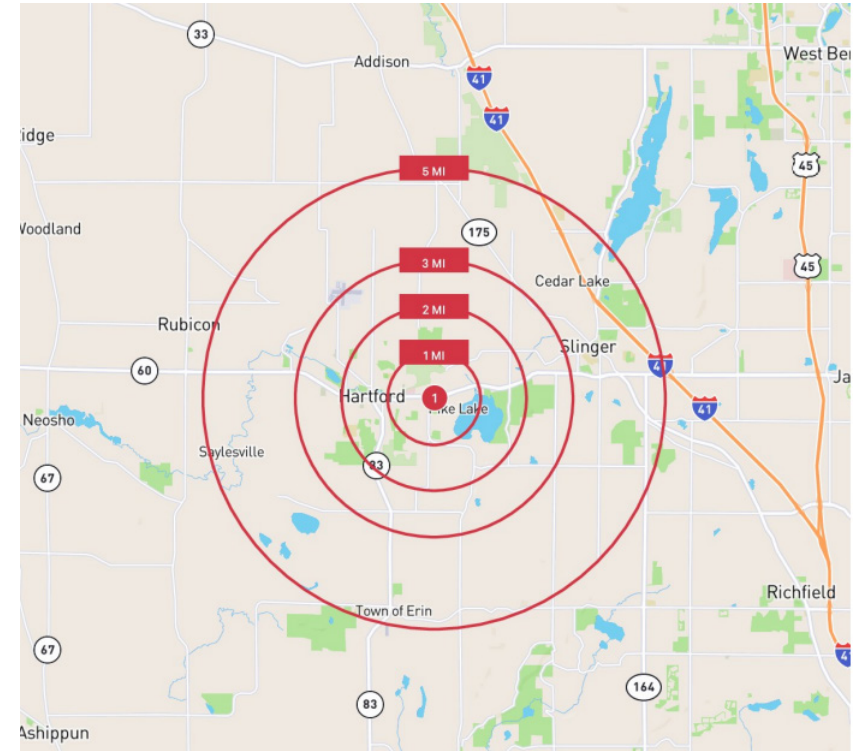 33
Addison
West Be
41
41
idge
45
5 MI
Woodland
175
3 MI
45
Cedar Lake
2 MI
Rubicon
Slinger
1 MI
41
60
Ja
Hartford
1
Pike Lake
41
Neosho
Saylesville
83
67
Richfield
Town of Erin
67
41
164
83
Ashippun